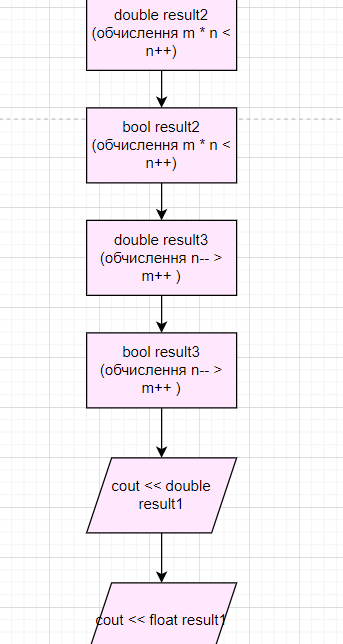 double result2
(обчислення m * n <
n++)
bool result2
(обчислення m * n <
n++)
double result3
(обчислення n-- >
m++ )
bool result3
(обчислення n-- >
m++ )
cout << double
result1
cout << float result1